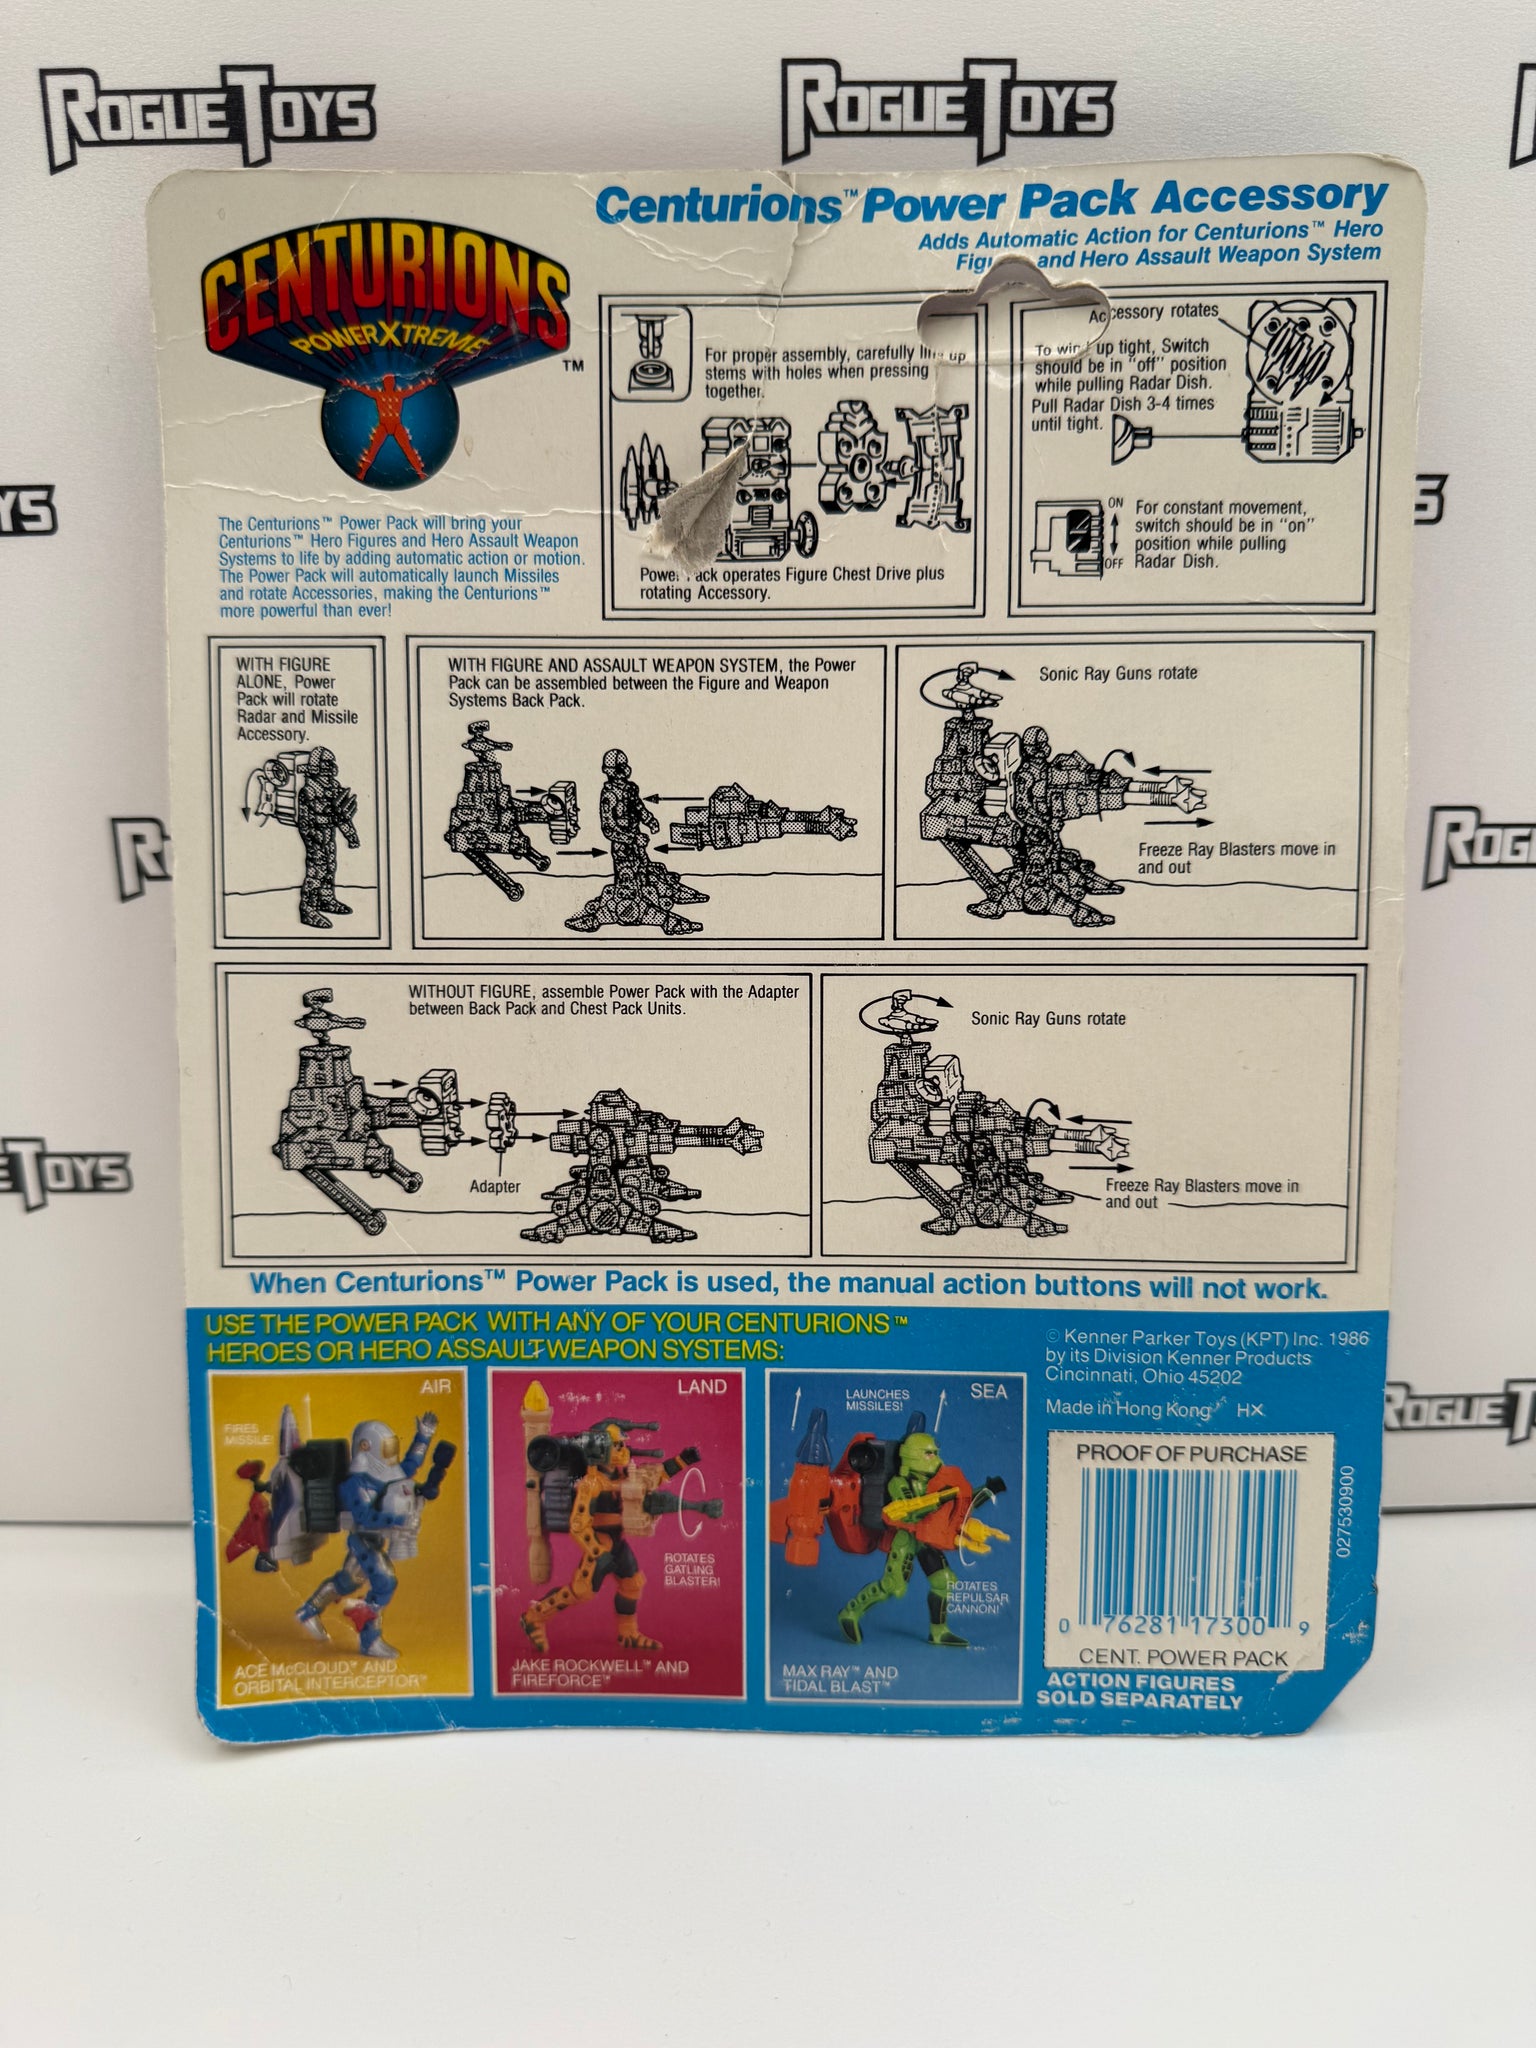 ROGUE TOYS
ROGUE TOYS
Centurions™ Power Pack Accessory
Adds Automatic Action for Centurions™ Hero
and Hero Assault Weapon System
CENTURIONS
POWER XTREME
™
For proper assembly, carefully line up
stems with holes when pressing
together.
Power Pack operates Figure Chest Drive plus
rotating Accessory.
Accessory rotates
To wind up tight, Switch
should be in "off" position
while pulling Radar Dish.
Pull Radar Dish 3-4 times
until tight.
ON
OFF
For constant movement,
switch should be in "on"
position while pulling
Radar Dish.
The Centurions™ Power Pack will bring your
Centurions™ Hero Figures and Hero Assault Weapon
Systems to life by adding automatic action or motion.
The Power Pack will automatically launch Missiles
and rotate Accessories, making the Centurions™
more powerful than ever!
WITH FIGURE
ALONE, Power
Pack will rotate
Radar and Missile
Accessory.
WITH FIGURE AND ASSAULT WEAPON SYSTEM, the Power
Pack can be assembled between the Figure and Weapon
Systems Back Pack.
Sonic Ray Guns rotate
Freeze Ray Blasters move in
and out
WITHOUT FIGURE, assemble Power Pack with the Adapter
between Back Pack and Chest Pack Units.
Adapter
Sonic Ray Guns rotate
Freeze Ray Blasters move in
and out
When Centurions™ Power Pack is used, the manual action buttons will not work.
USE THE POWER PACK WITH ANY OF YOUR CENTURIONS™
HEROES OR HERO ASSAULT WEAPON SYSTEMS:
AIR
FIRES
MISSILE!
ACE McCLOUD™ AND
ORBITAL INTERCEPTOR™
LAND
ROTATES
GATLING
BLASTER!
JAKE ROCKWELL™ AND
FIREFORCE™
SEA
LAUNCHES
MISSILES!
ROTATES
REPULSAR
CANNON!
MAX RAY™ AND
TIDAL BLAST™
© Kenner Parker Toys (KPT) Inc. 1986
by its Division Kenner Products
Cincinnati, Ohio 45202
Made in Hong Kong HX
PROOF OF PURCHASE
0 76281 17300 9
CENT. POWER PACK
027530900
ACTION FIGURES
SOLD SEPARATELY